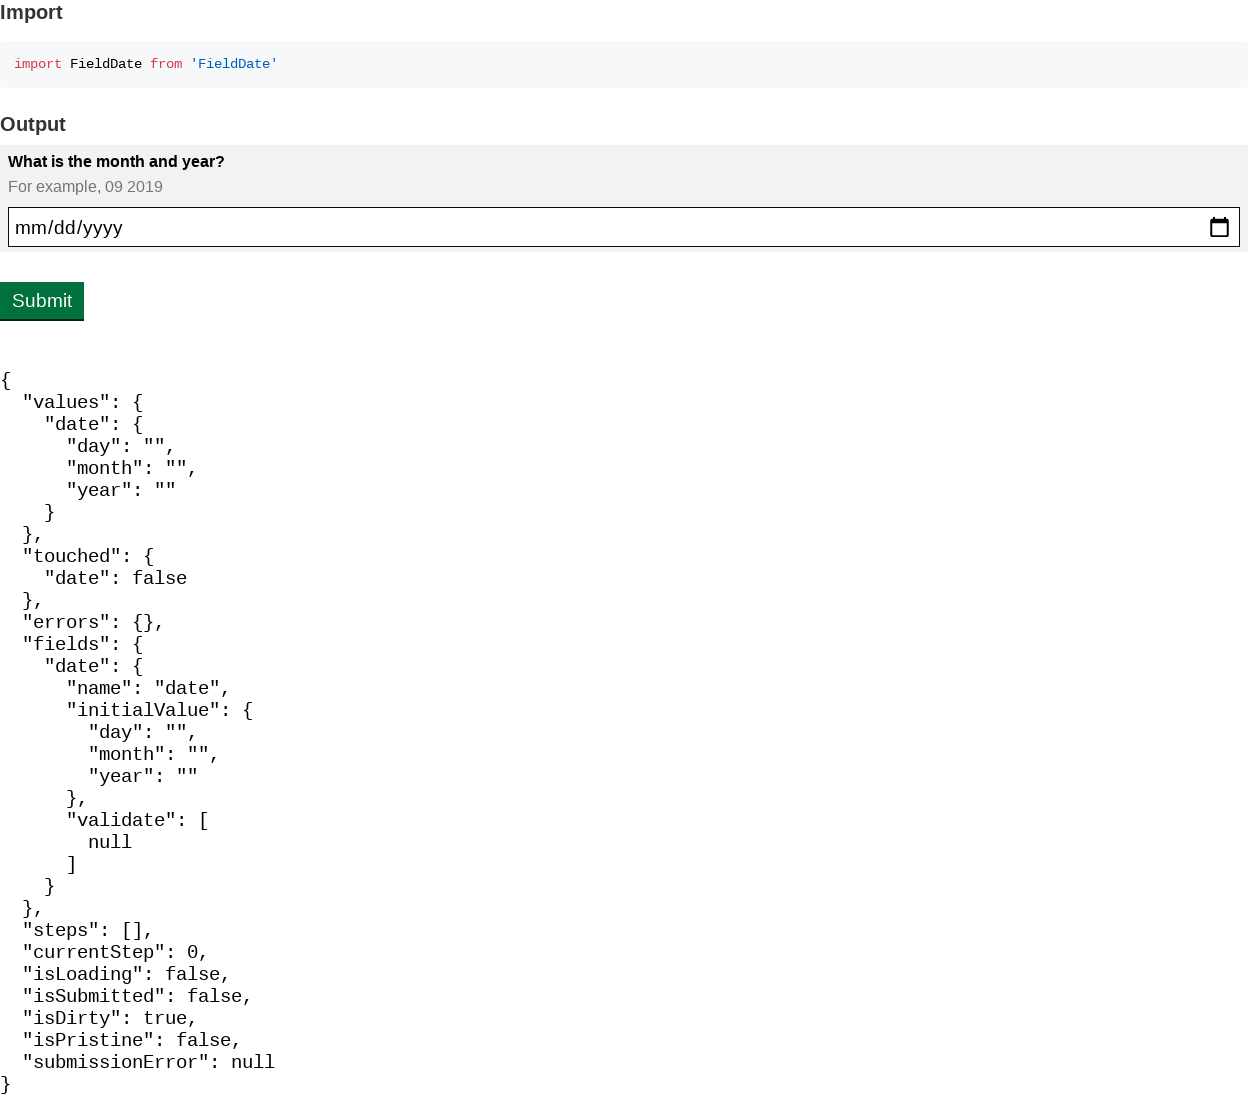 Import
import FieldDate from 'FieldDate'
Output
What is the month and year?
For example, 09 2019
mm/dd/yyyy
Submit
{
  "values": {
    "date": {
      "day": "",
      "month": "",
      "year": ""
    }
  },
  "touched": {
    "date": false
  },
  "errors": {},
  "fields": {
    "date": {
      "name": "date",
      "initialValue": {
        "day": "",
        "month": "",
        "year": ""
      },
      "validate": [
        null
      ]
    }
  },
  "steps": [],
  "currentStep": 0,
  "isLoading": false,
  "isSubmitted": false,
  "isDirty": true,
  "isPristine": false,
  "submissionError": null
}